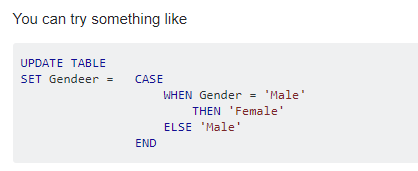 You can try something like
UPDATE TABLE
SET Gendeer =   CASE
WHEN Gender = 'Male'
THEN 'Female'
ELSE 'Male'
END